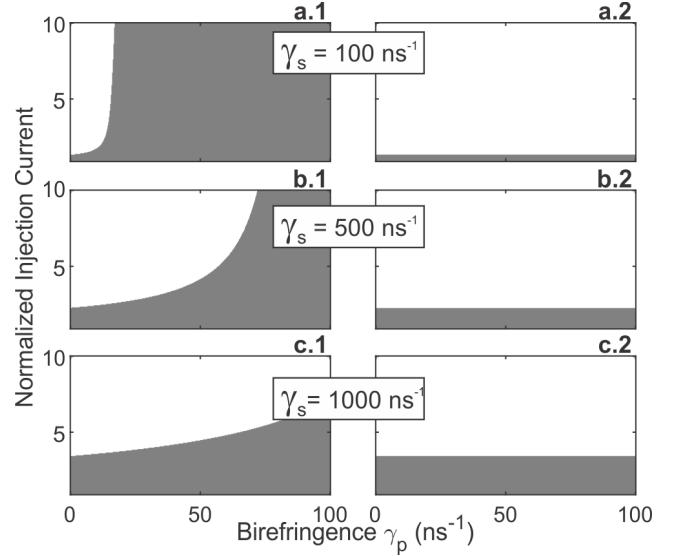 a.1 a.2
10
γs = 100 ns-1
5
b.1 b.2
10
γs = 500 ns-1
5
c.1 c.2
10
γs = 1000 ns-1
5
0 50 100 0 50 100
Birefringence γp (ns-1)
Normalized Injection Current